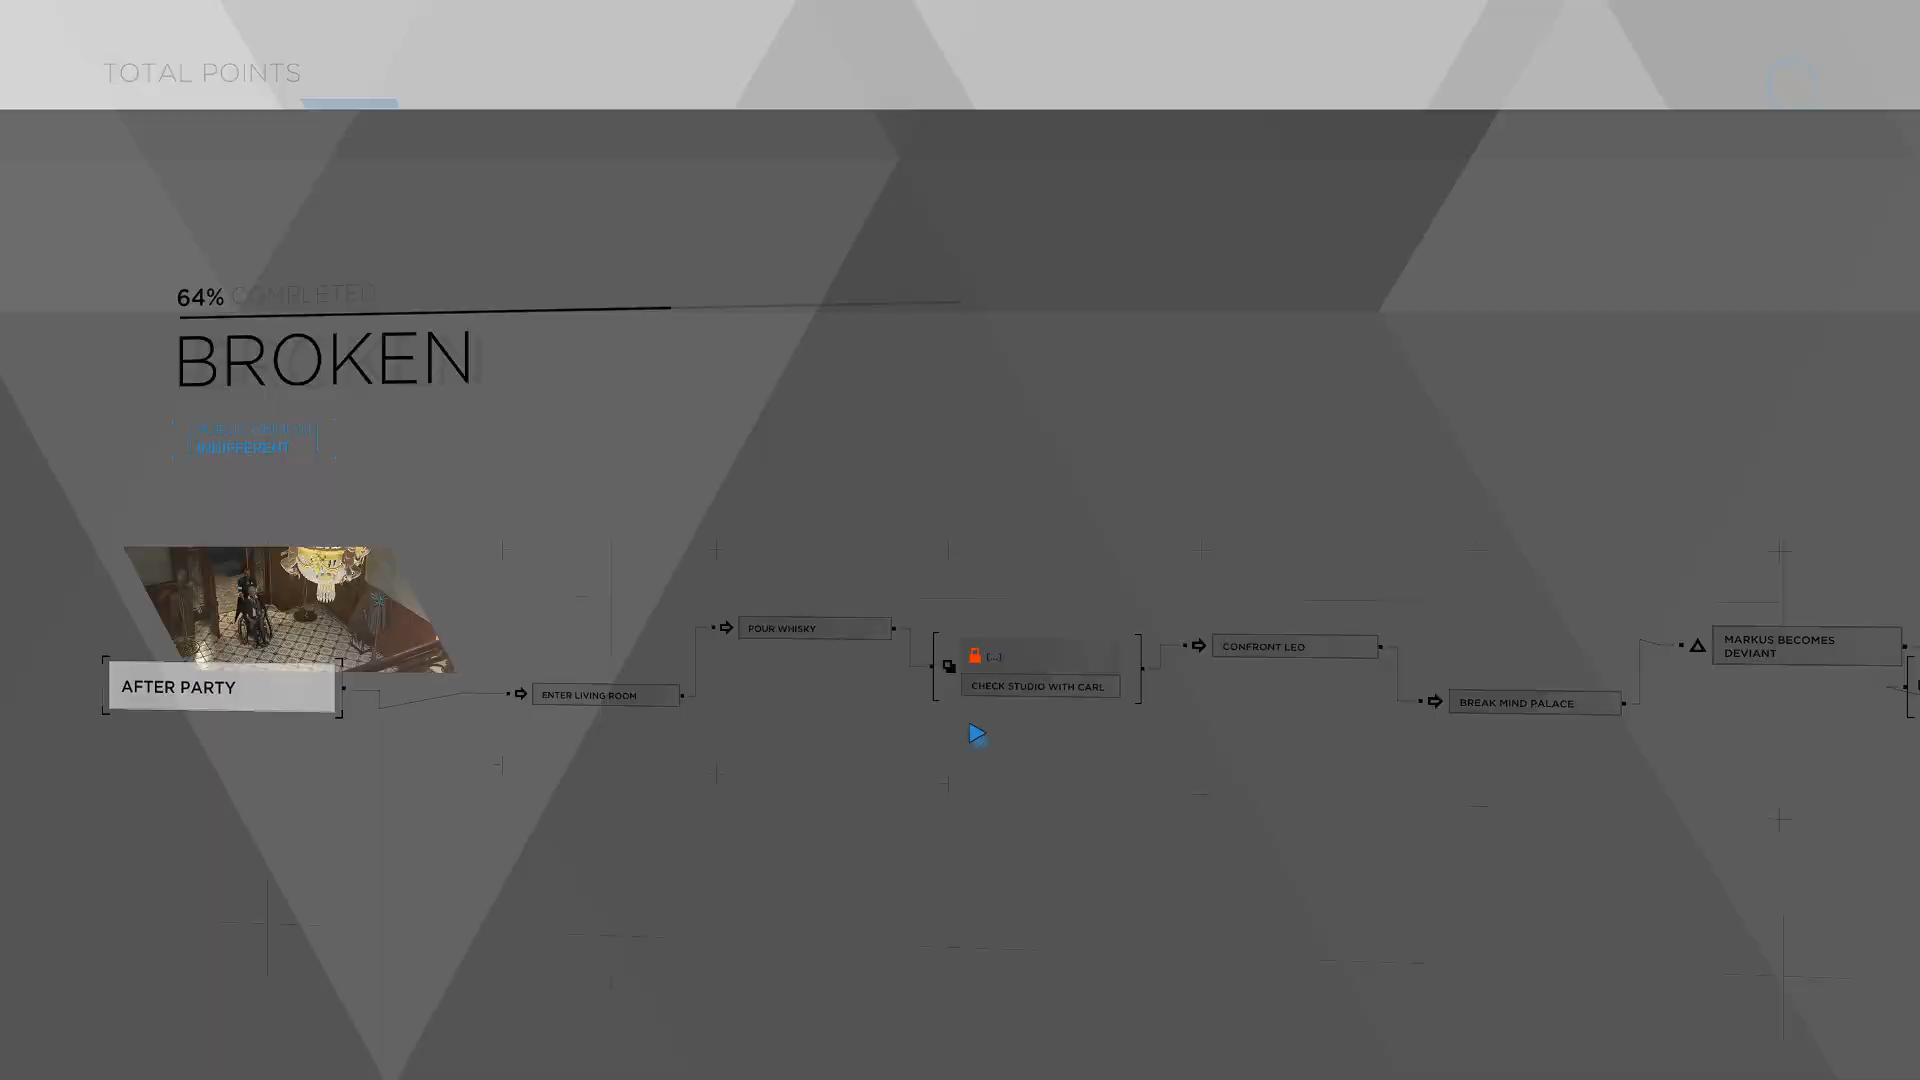 TOTAL POINTS
64% COMPLETED
BROKEN
PUBLIC OPINION
INDIFFERENT
AFTER PARTY
ENTER LIVING ROOM
POUR WHISKY
[...]
CHECK STUDIO WITH CARL
CONFRONT LEO
BREAK MIND PALACE
MARKUS BECOMES
DEVIANT